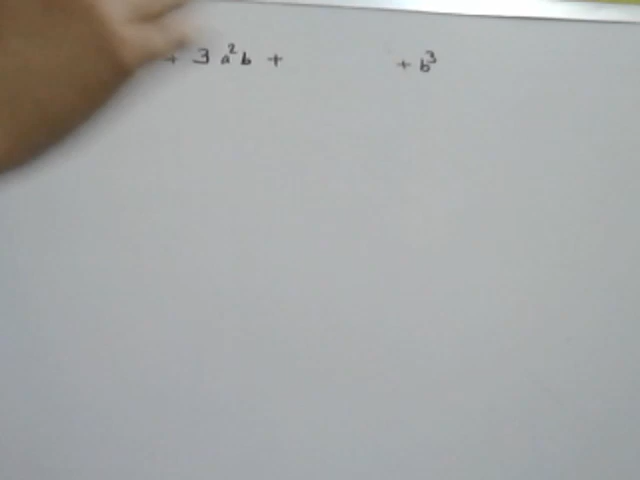 + 3 a²b + + b³